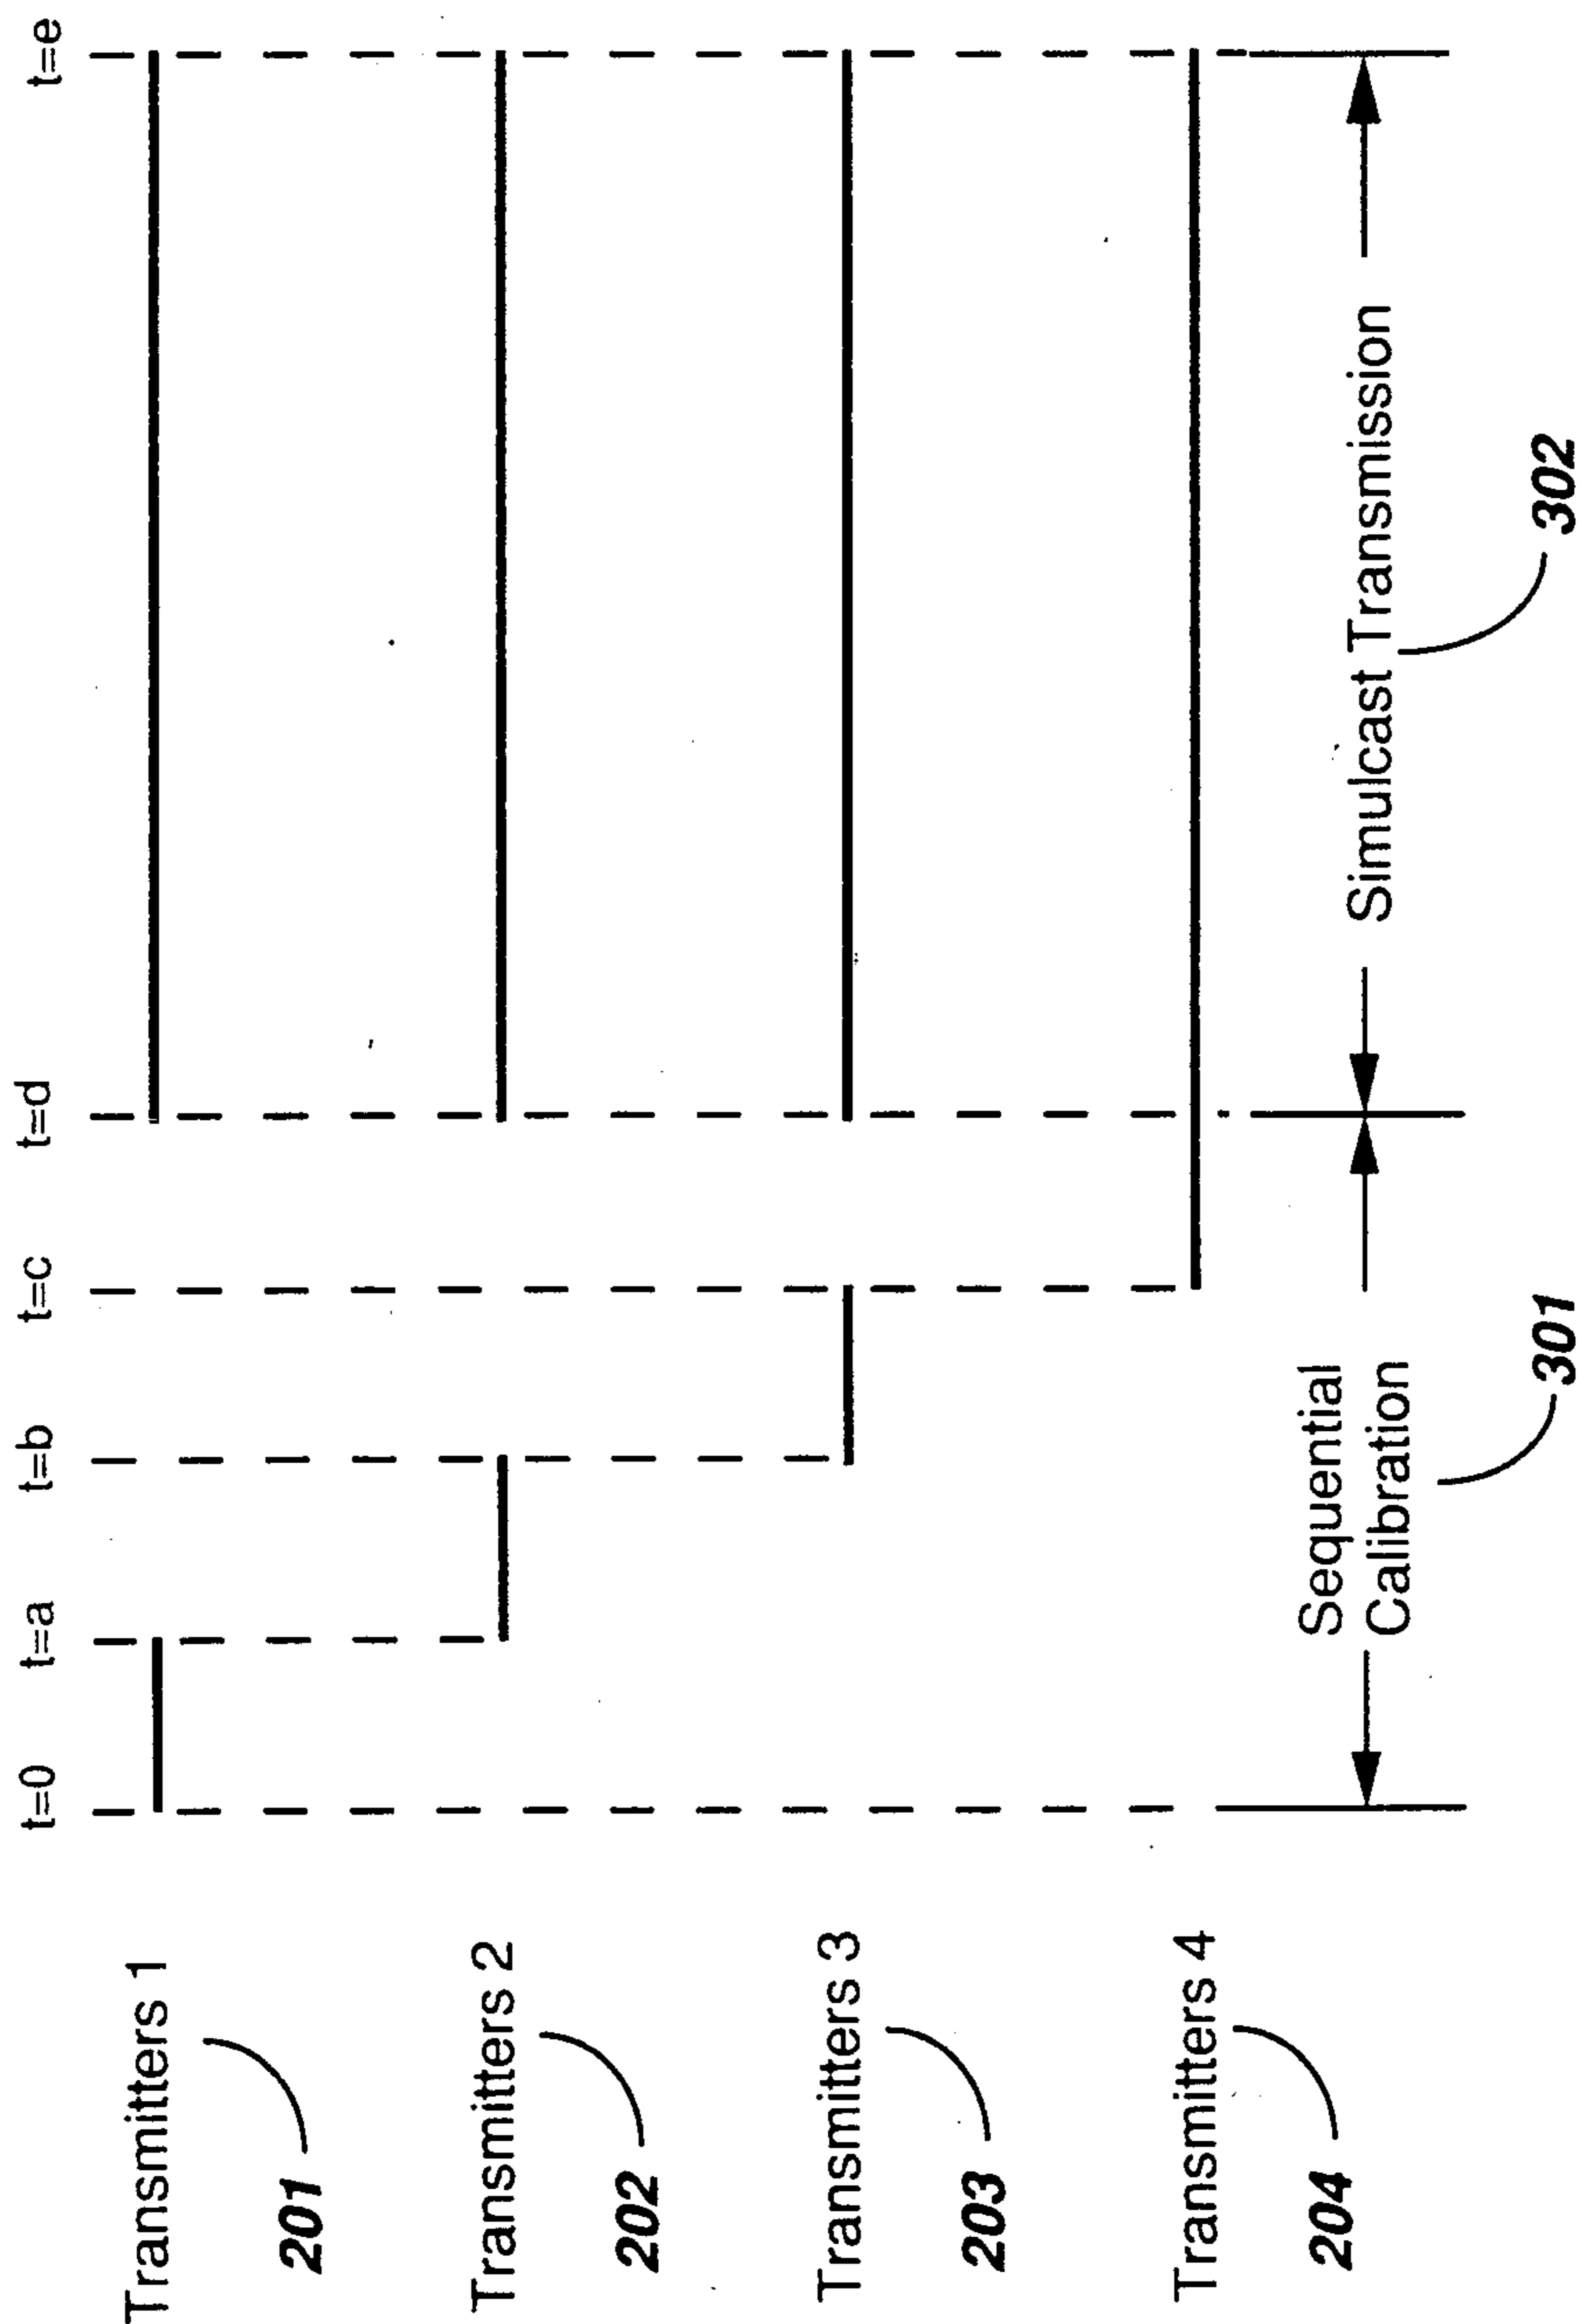 t=0 t=a t=b t=c t=d t=e
Transmitters 1
201
Transmitters 2
202
Transmitters 3
203
Transmitters 4
204
Sequential
Calibration
301
Simulcast Transmission
302